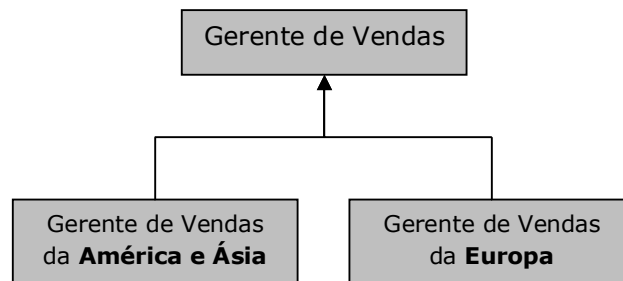 Gerente de Vendas
Gerente de Vendas
da América e Ásia
Gerente de Vendas
da Europa